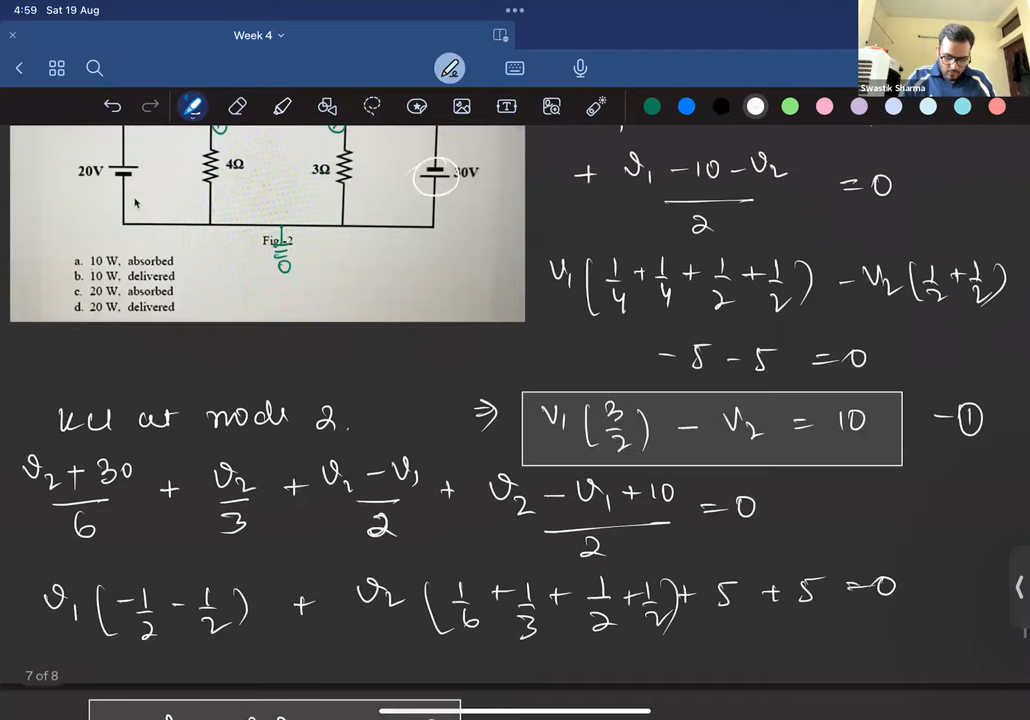 4:59 Sat 19 Aug
Week 4
Swastik Sharma
20V
4Ω
3Ω
30V
Fig-2
0
a. 10 W, absorbed
b. 10 W, delivered
c. 20 W, absorbed
d. 20 W, delivered
+ (v₁ - 10 - v₂)/2 = 0
v₁(1/4 + 1/4 + 1/2 + 1/2) - v₂(1/2 + 1/2)
- 5 - 5 = 0
⇒ v₁(3/2) - v₂ = 10 - ①
KCl at node 2.
(v₂ + 30)/6 + v₂/3 + (v₂ - v₁)/2 + (v₂ - v₁ + 10)/2 = 0
v₁(-1/2 - 1/2) + v₂(1/6 + 1/3 + 1/2 + 1/2) + 5 + 5 = 0
7 of 8